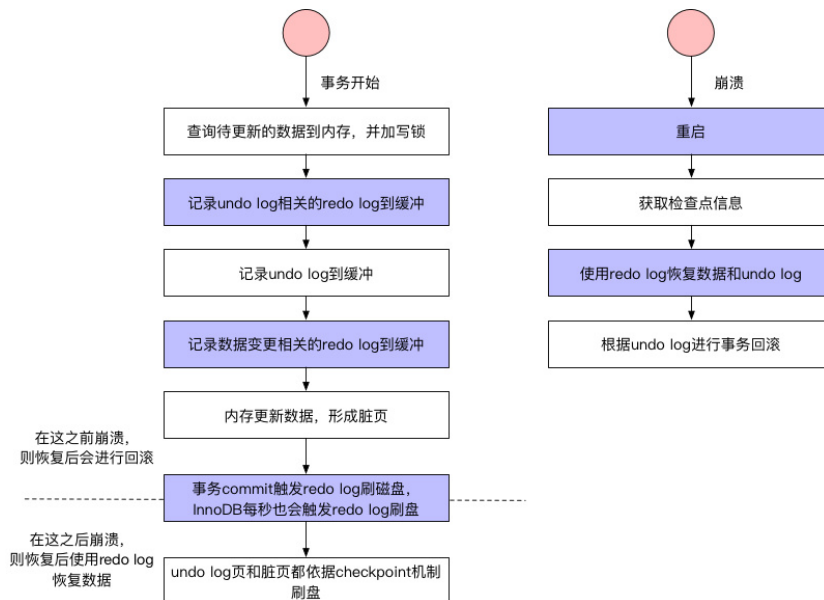 事务开始
查询待更新的数据到内存，并加写锁
记录undo log相关的redo log到缓冲
记录undo log到缓冲
记录数据变更相关的redo log到缓冲
内存更新数据，形成脏页
在这之前崩溃，
则恢复后会进行回滚
事务commit触发redo log刷磁盘，
InnoDB每秒也会触发redo log刷盘
在这之后崩溃，
则恢复后使用redo log
恢复数据
undo log页和脏页都依据checkpoint机制
刷盘
崩溃
重启
获取检查点信息
使用redo log恢复数据和undo log
根据undo log进行事务回滚